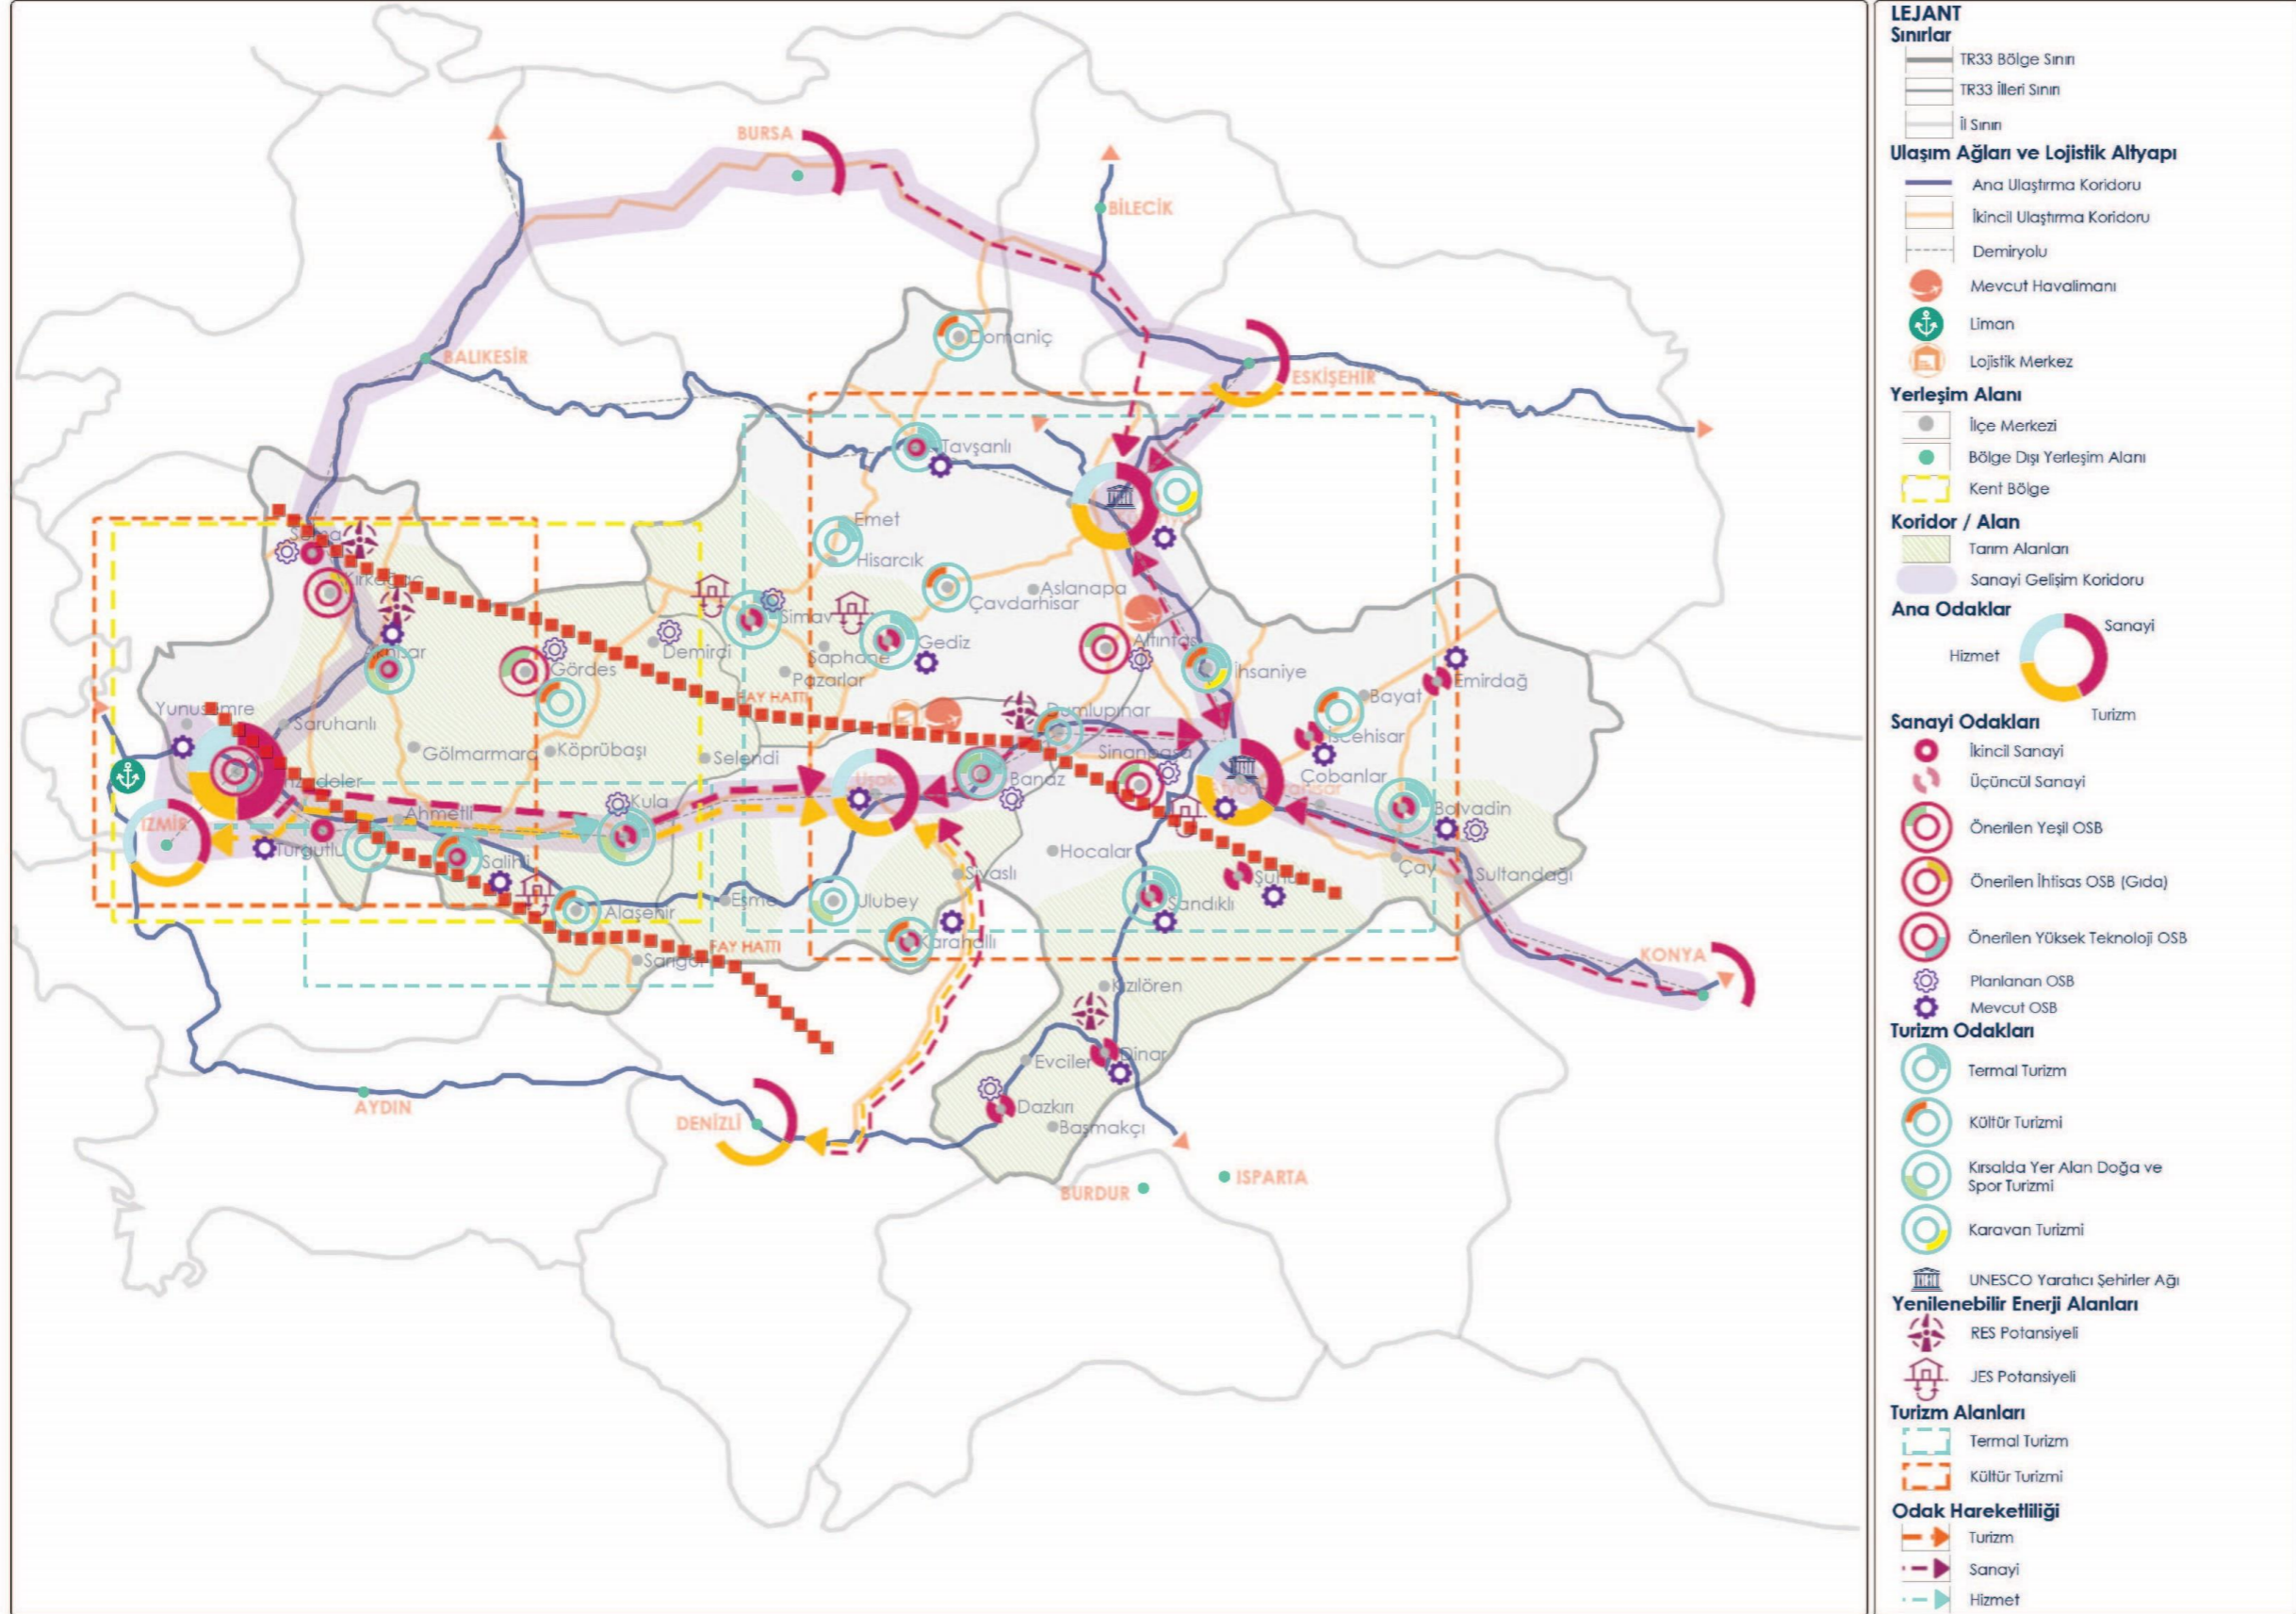 BURSA
BİLECİK
BALIKESİR
ESKİŞEHİR
Domaniç
Tavşanlı
Emet
Hisarcık
Çavdarhisar
Aslanapa
Simav
Gediz
Şaphane
Pazarlar
Demirci
Gördes
Altıntaş
İhsaniye
Bayat
Emirdağ
İscehisar
Çobanlar
Dumlupınar
Sinanpaşa
FAY HATTI
Yunusemre
Saruhanlı
Gölmarmara
Köprübaşı
Selendi
Uşak
Banaz
Kula
Ahmetli
İZMİR
Turgutlu
Salihli
Alaşehir
Eşme
Ulubey
Sivaslı
Hocalar
Karahallı
Sandıklı
Şuhut
Çay
Sultandağı
Bolvadin
Sarıgöl
FAY HATTI
KONYA
Kızılören
Evciler
Dinar
Dazkırı
Başmakçı
AYDIN
DENİZLİ
BURDUR
ISPARTA
LEJANT
Sınırlar
TR33 Bölge Sınırı
TR33 İlleri Sınırı
İl Sınırı
Ulaşım Ağları ve Lojistik Altyapı
Ana Ulaştırma Koridoru
İkincil Ulaştırma Koridoru
Demiryolu
Mevcut Havalimanı
Liman
Lojistik Merkez
Yerleşim Alanı
İlçe Merkezi
Bölge Dışı Yerleşim Alanı
Kent Bölge
Koridor / Alan
Tarım Alanları
Sanayi Gelişim Koridoru
Ana Odaklar
Sanayi
Hizmet
Turizm
Sanayi Odakları
İkincil Sanayi
Üçüncül Sanayi
Önerilen Yeşil OSB
Önerilen İhtisas OSB (Gıda)
Önerilen Yüksek Teknoloji OSB
Planlanan OSB
Mevcut OSB
Turizm Odakları
Termal Turizm
Kültür Turizmi
Kırsalda Yer Alan Doğa ve
Spor Turizmi
Karavan Turizmi
UNESCO Yaratıcı Şehirler Ağı
Yenilenebilir Enerji Alanları
RES Potansiyeli
JES Potansiyeli
Turizm Alanları
Termal Turizm
Kültür Turizmi
Odak Hareketliliği
Turizm
Sanayi
Hizmet